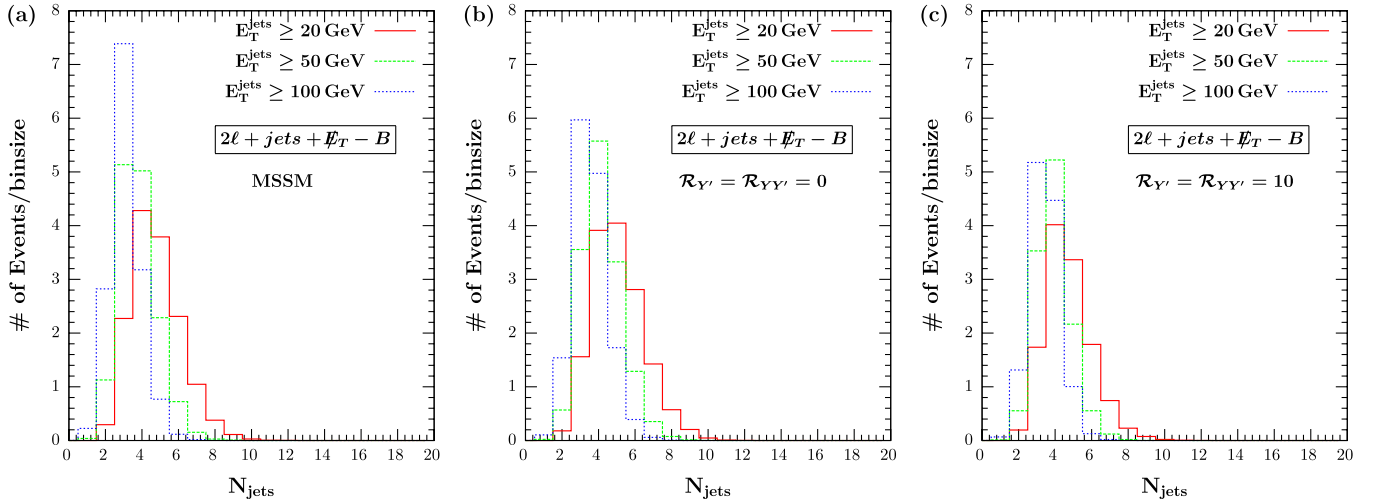 (a)
# of Events/binsize
8
7
6
5
4
3
2
1
0
E_T^jets ≥ 20 GeV
E_T^jets ≥ 50 GeV
E_T^jets ≥ 100 GeV
2ℓ + jets + E̸_T − B
MSSM
0 2 4 6 8 10 12 14 16 18 20
N_jets
(b)
# of Events/binsize
8
7
6
5
4
3
2
1
0
E_T^jets ≥ 20 GeV
E_T^jets ≥ 50 GeV
E_T^jets ≥ 100 GeV
2ℓ + jets + E̸_T − B
R_Y′ = R_YY′ = 0
0 2 4 6 8 10 12 14 16 18 20
N_jets
(c)
# of Events/binsize
8
7
6
5
4
3
2
1
0
E_T^jets ≥ 20 GeV
E_T^jets ≥ 50 GeV
E_T^jets ≥ 100 GeV
2ℓ + jets + E̸_T − B
R_Y′ = R_YY′ = 10
0 2 4 6 8 10 12 14 16 18 20
N_jets